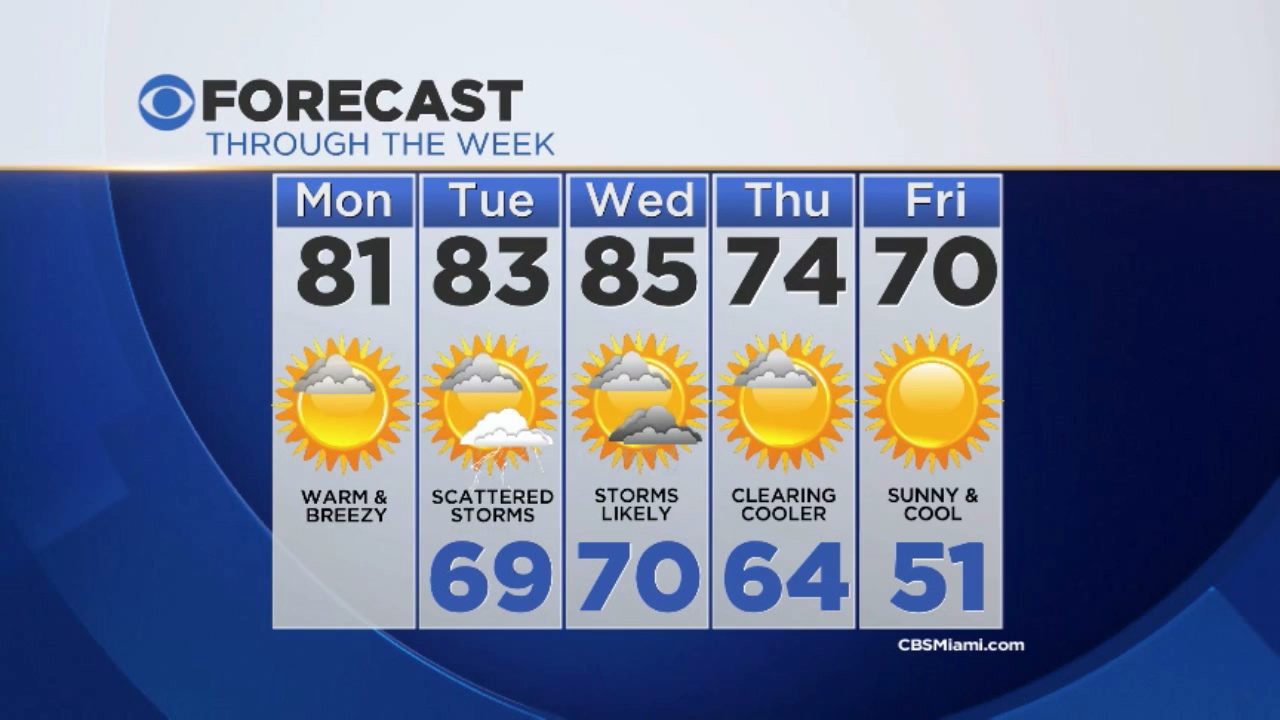 FORECAST
THROUGH THE WEEK
Mon Tue Wed Thu Fri
81 83 85 74 70
WARM & BREEZY
SCATTERED STORMS
STORMS LIKELY
CLEARING COOLER
SUNNY & COOL
69 70 64 51
CBSMiami.com